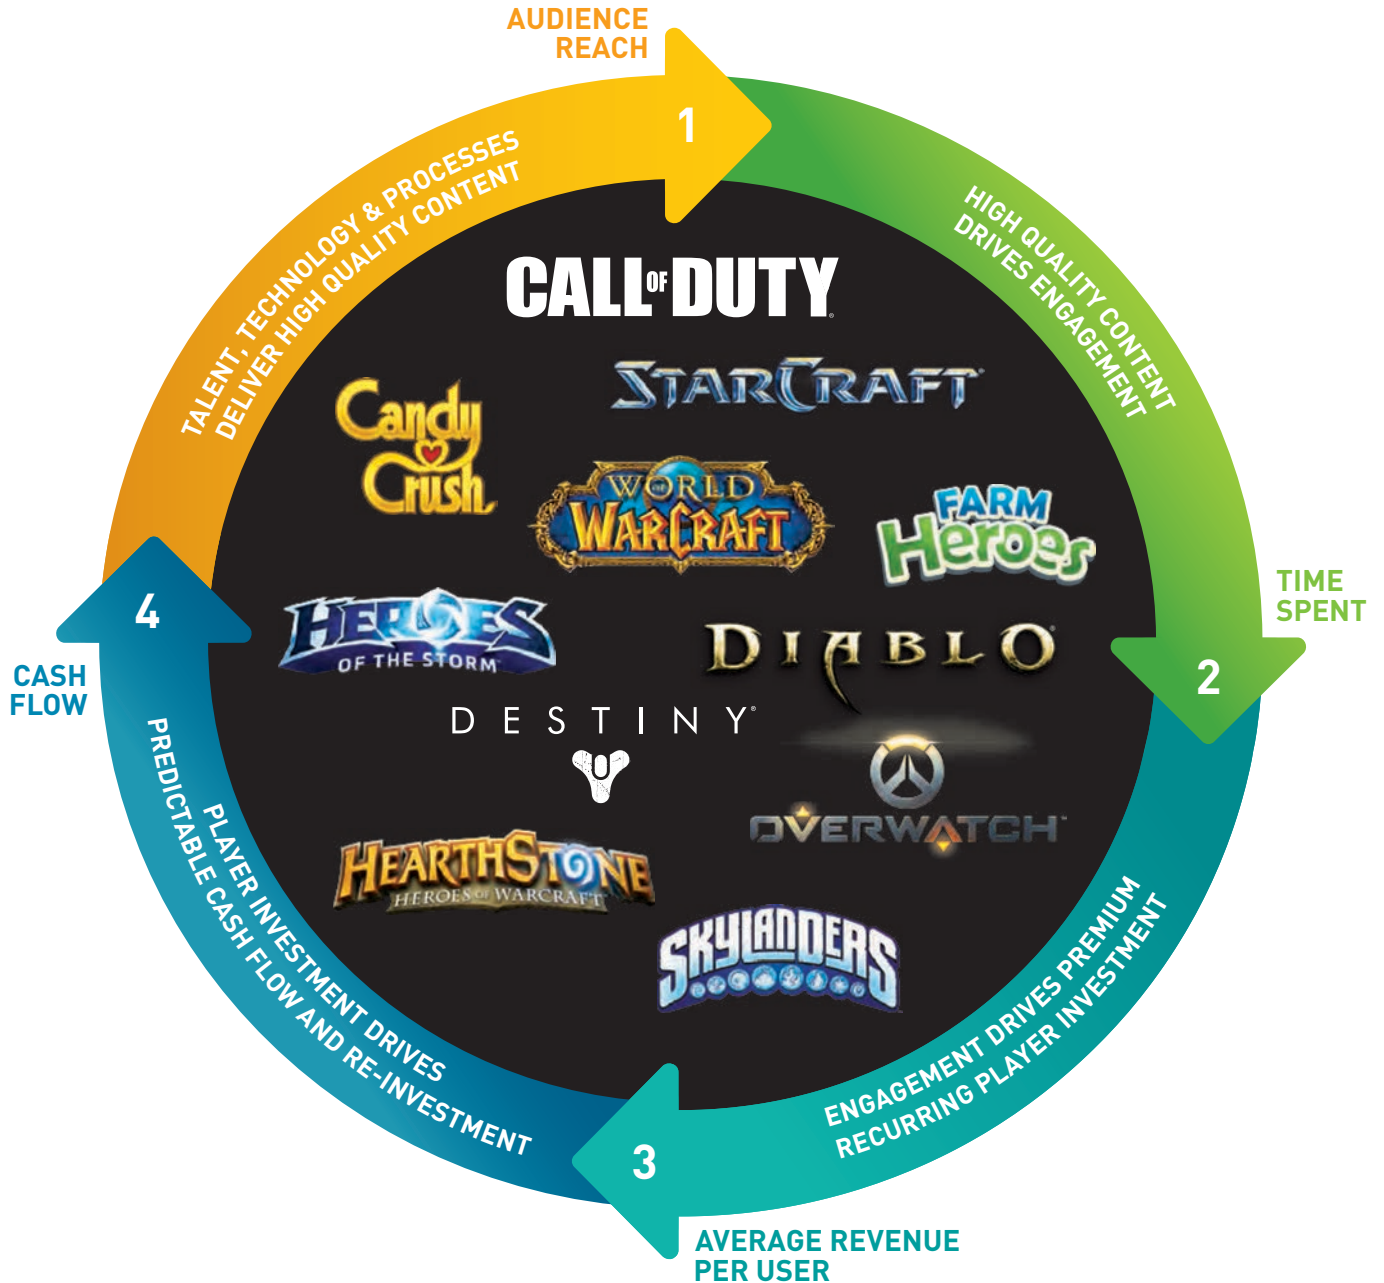 AUDIENCE
REACH
1
TALENT, TECHNOLOGY & PROCESSES
DELIVER HIGH QUALITY CONTENT
HIGH QUALITY CONTENT
DRIVES ENGAGEMENT
CALL OF DUTY
STARCRAFT
Candy
Crush
WORLD
OF
WARCRAFT
FARM
Heroes
TIME
SPENT
4
HEROES
OF THE STORM
DIABLO
2
CASH
FLOW
DESTINY
OVERWATCH
HEARTHSTONE
HEROES OF WARCRAFT
SKYLANDERS
PLAYER INVESTMENT DRIVES
PREDICTABLE CASH FLOW AND RE-INVESTMENT
ENGAGEMENT DRIVES PREMIUM
RECURRING PLAYER INVESTMENT
3
AVERAGE REVENUE
PER USER